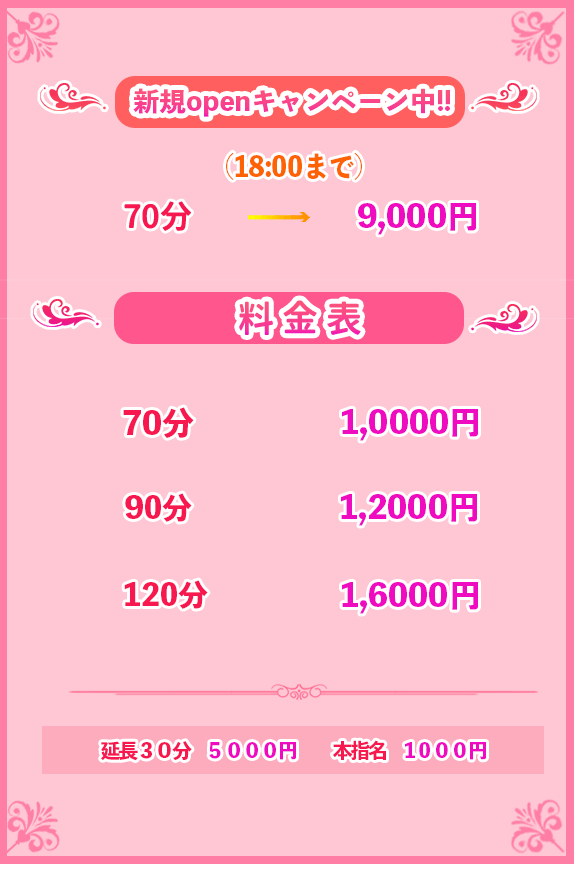 新規openキャンペーン中!!
(18:00まで)
70分 → 9,000円
料金表
70分 1,0000円
90分 1,2000円
120分 1,6000円
延長30分 5000円 本指名 1000円